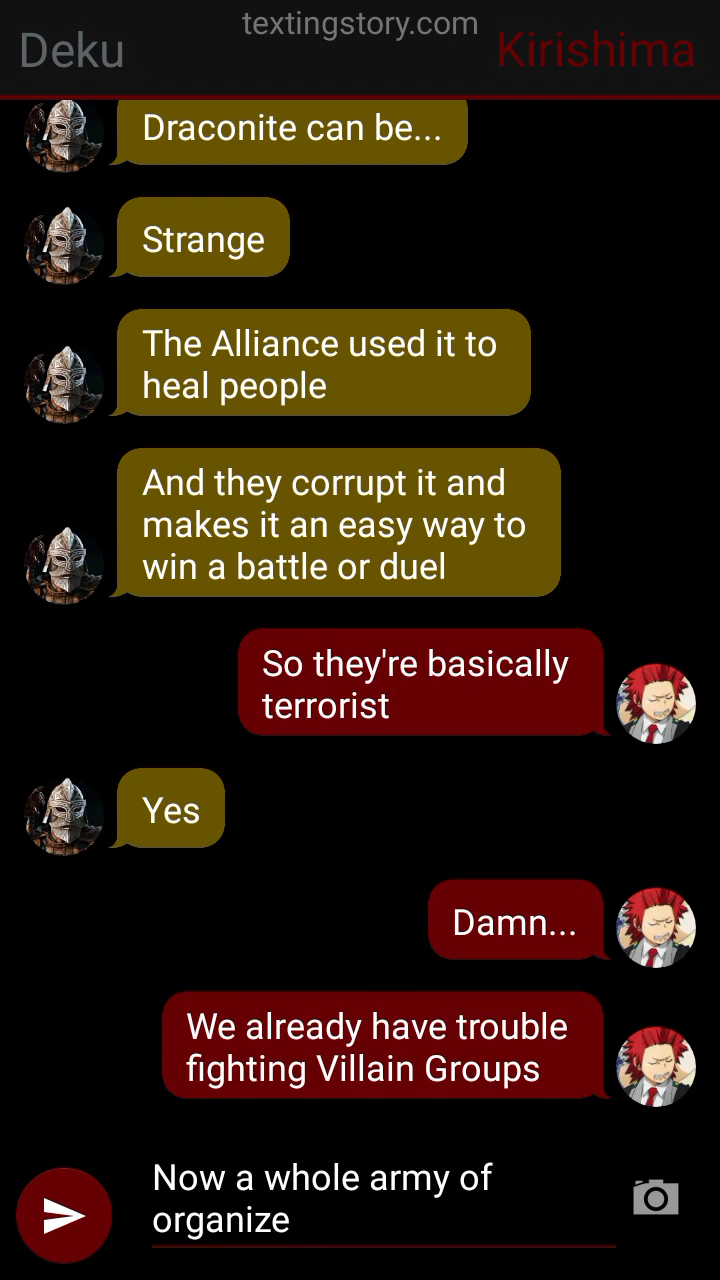 textingstory.com
Deku
Kirishima
Draconite can be...
Strange
The Alliance used it to
heal people
And they corrupt it and
makes it an easy way to
win a battle or duel
So they're basically
terrorist
Yes
Damn...
We already have trouble
fighting Villain Groups
Now a whole army of
organize